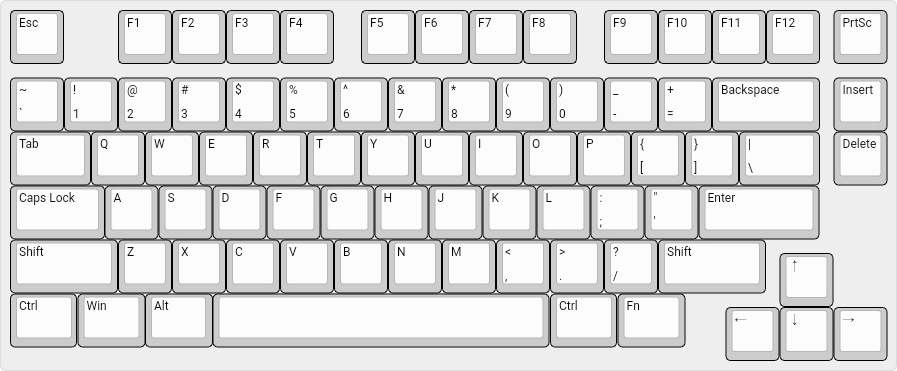 Esc F1 F2 F3 F4 F5 F6 F7 F8 F9 F10 F11 F12 PrtSc
~ ! @ # $ % ^ & * ( ) _ + Backspace Insert
` 1 2 3 4 5 6 7 8 9 0 - =
Tab Q W E R T Y U I O P { } | Delete
[ ] \
Caps Lock A S D F G H J K L : " Enter
; '
Shift Z X C V B N M < > ? Shift ↑
, . /
Ctrl Win Alt Ctrl Fn ← ↓ →